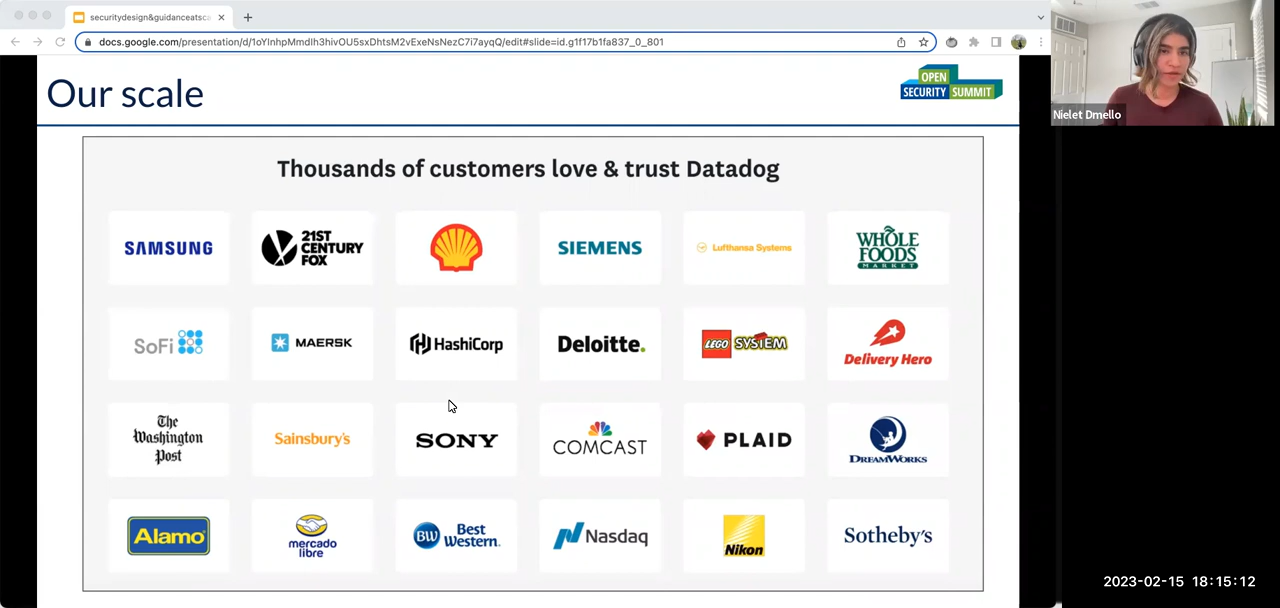 securitydesign&guidanceatsca
docs.google.com/presentation/d/1oYlnhpMmdlh3hivOU5sxDhtsM2vExeNsNezC7i7ayqQ/edit#slide=id.g1f17b1fa837_0_801
Our scale
OPEN
SECURITY SUMMIT
Nielet Dmello
Thousands of customers love & trust Datadog
SAMSUNG
21ST
CENTURY
FOX
SIEMENS
Lufthansa Systems
WHOLE
FOODS
MARKET
SoFi
MAERSK
HashiCorp
Deloitte.
LEGO SYSTEM
Delivery Hero
The
Washington
Post
Sainsbury's
SONY
COMCAST
PLAID
DREAMWORKS
Alamo
mercado
libre
BW Best
Western.
Nasdaq
Nikon
Sotheby's
2023-02-15 18:15:12